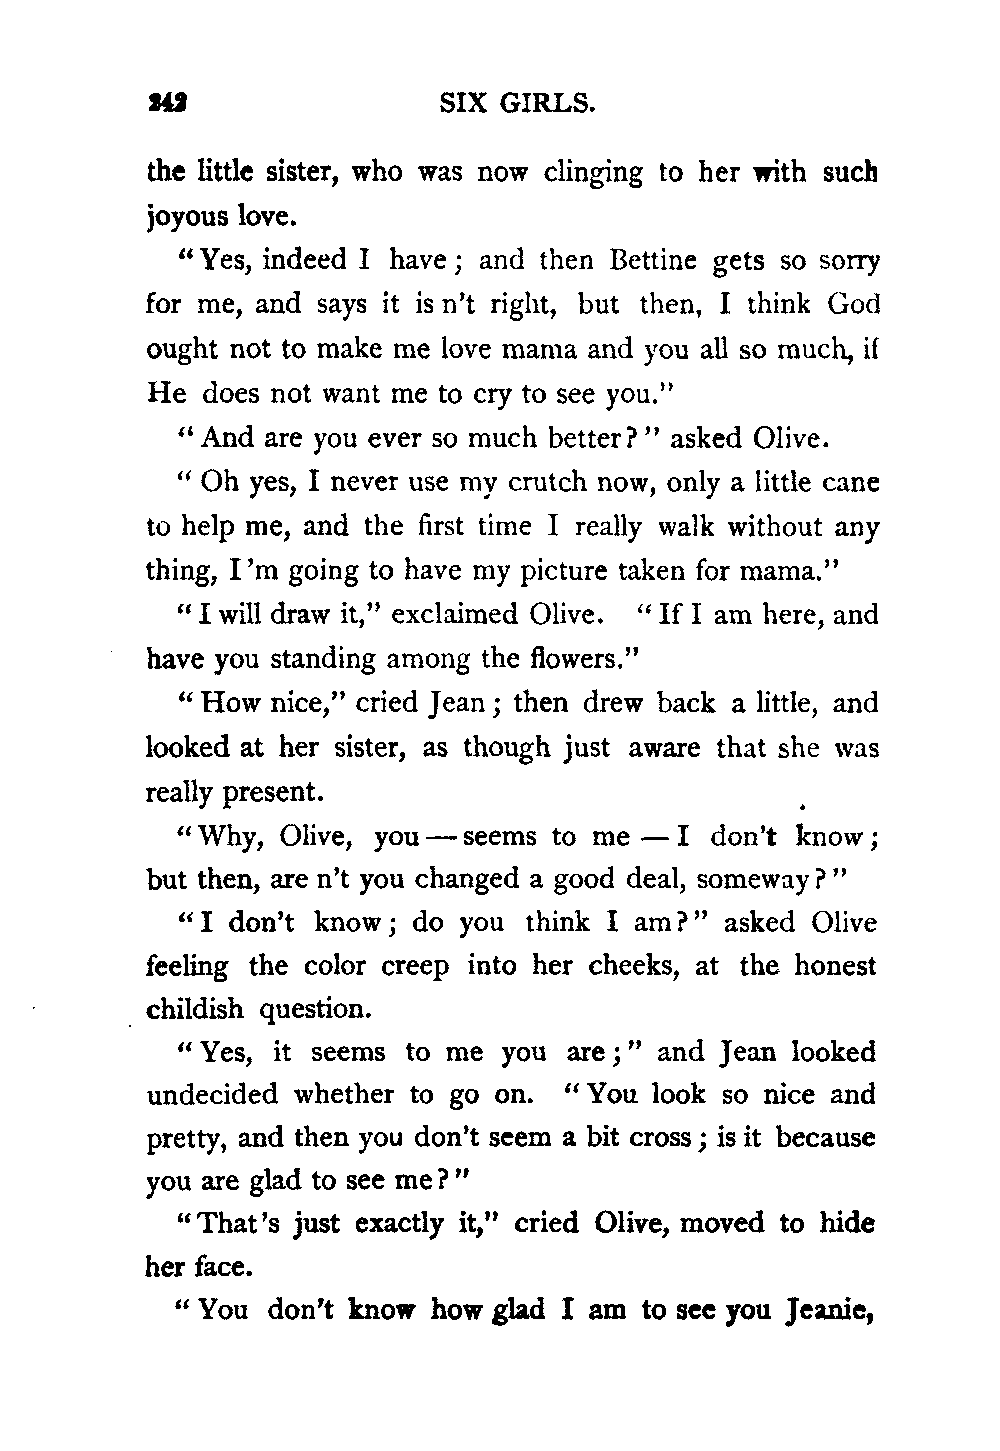 242 SIX GIRLS.
the little sister, who was now clinging to her with such
joyous love.
"Yes, indeed I have; and then Bettine gets so sorry
for me, and says it is n't right, but then, I think God
ought not to make me love mama and you all so much, if
He does not want me to cry to see you."
"And are you ever so much better?" asked Olive.
"Oh yes, I never use my crutch now, only a little cane
to help me, and the first time I really walk without any
thing, I 'm going to have my picture taken for mama."
"I will draw it," exclaimed Olive. "If I am here, and
have you standing among the flowers."
"How nice," cried Jean; then drew back a little, and
looked at her sister, as though just aware that she was
really present.
"Why, Olive, you — seems to me — I don't know;
but then, are n't you changed a good deal, someway?"
"I don't know; do you think I am?" asked Olive
feeling the color creep into her cheeks, at the honest
childish question.
"Yes, it seems to me you are;" and Jean looked
undecided whether to go on. "You look so nice and
pretty, and then you don't seem a bit cross; is it because
you are glad to see me?"
"That 's just exactly it," cried Olive, moved to hide
her face.
"You don't know how glad I am to see you Jeanie,